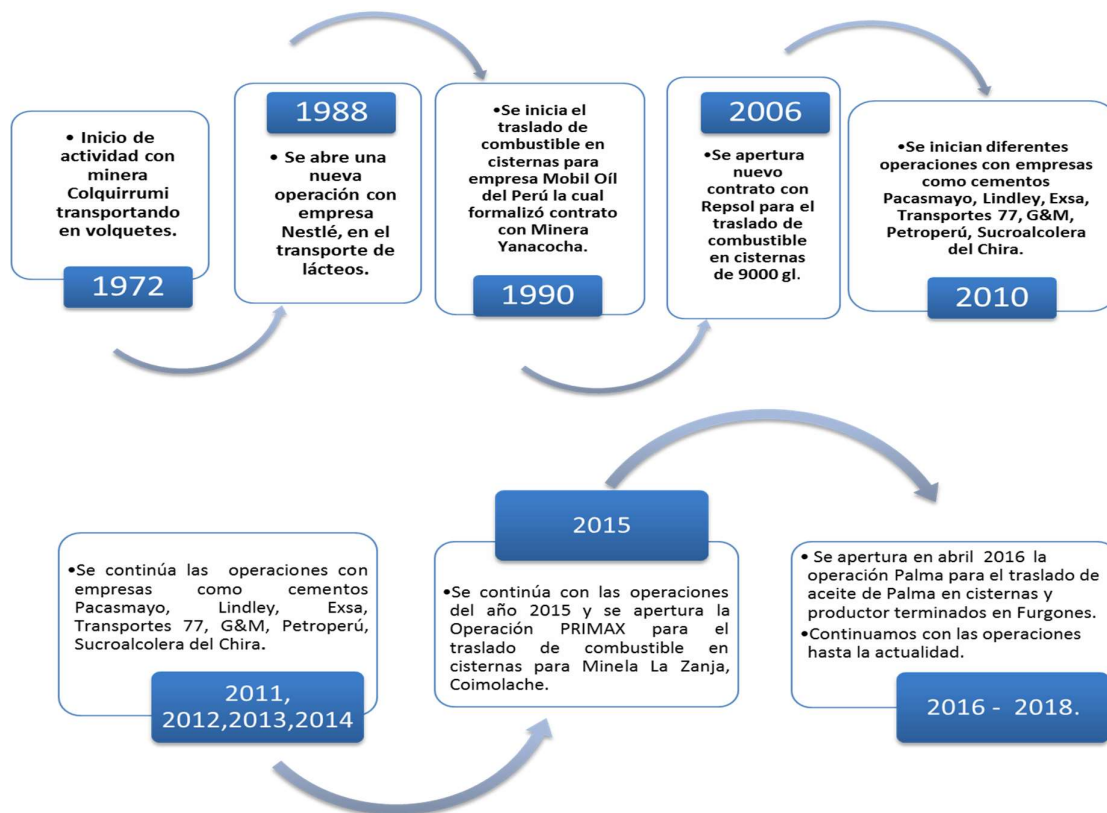 • Inicio de
actividad con
minera
Colquirrumi
transportando
en volquetes.
1972
1988
• Se abre una
nueva
operación con
empresa
Nestlé, en el
transporte de
lácteos.
•Se inicia el
traslado de
combustible en
cisternas para
empresa Mobil Oíl
del Perú la cual
formalizó contrato
con Minera
Yanacocha.
1990
2006
•Se apertura
nuevo
contrato con
Repsol para el
traslado de
combustible
en cisternas
de 9000 gl.
•Se inician diferentes
operaciones con empresas
como cementos
Pacasmayo, Lindley, Exsa,
Transportes 77, G&M,
Petroperú, Sucroalcolera
del Chira.
2010
•Se continúa las operaciones con
empresas como cementos
Pacasmayo, Lindley, Exsa,
Transportes 77, G&M, Petroperú,
Sucroalcolera del Chira.
2011,
2012,2013,2014
2015
•Se continúa con las operaciones
del año 2015 y se apertura la
Operación PRIMAX para el
traslado de combustible en
cisternas para Minela La Zanja,
Coimolache.
• Se apertura en abril 2016 la
operación Palma para el traslado de
aceite de Palma en cisternas y
productor terminados en Furgones.
•Continuamos con las operaciones
hasta la actualidad.
2016 - 2018.